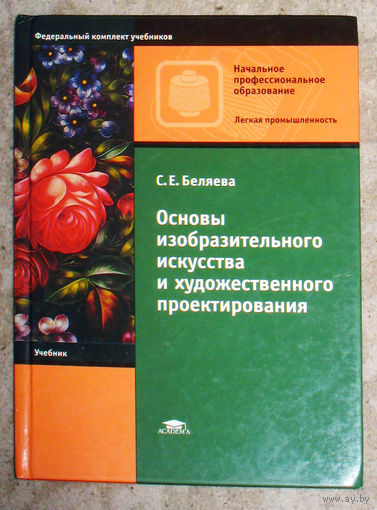 Федеральный комплект учебников
Начальное
профессиональное
образование
Легкая промышленность
С. Е. Беляева
Основы
изобразительного
искусства
и художественного
проектирования
Учебник
ACADEMA
www.ay.by